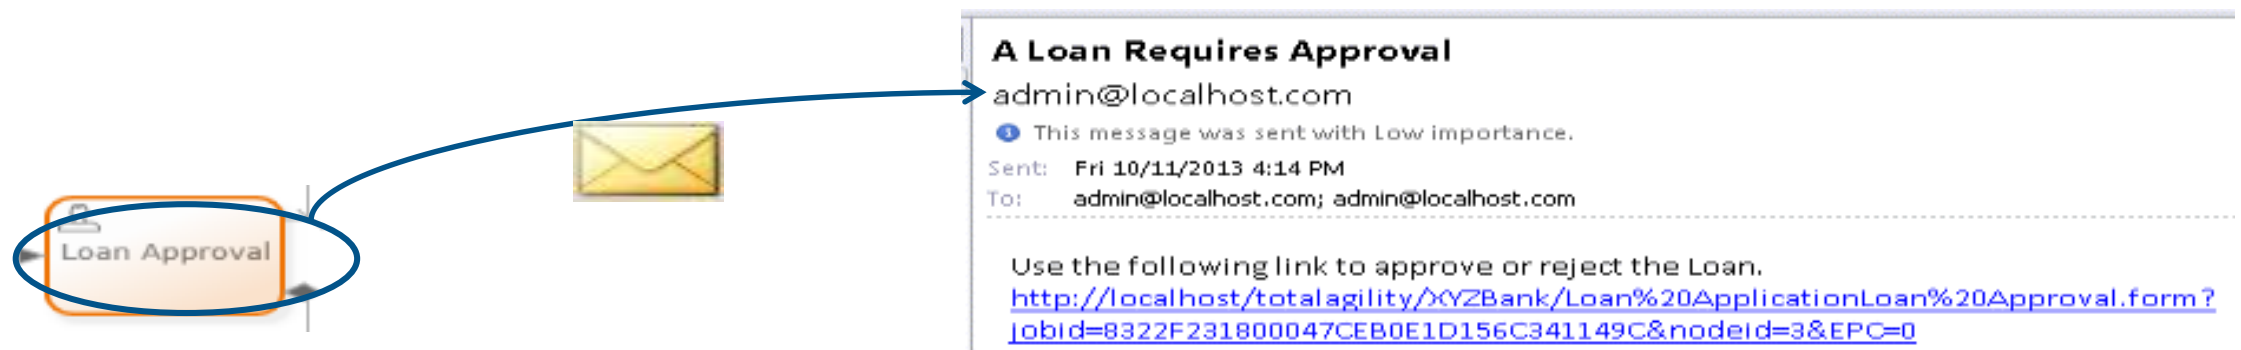 A Loan Requires Approval
admin@localhost.com
This message was sent with Low importance.
Sent: Fri 10/11/2013 4:14 PM
To: admin@localhost.com; admin@localhost.com
Loan Approval
Use the following link to approve or reject the Loan.
http://localhost/totalagility/XYZBank/Loan%20ApplicationLoan%20Approval.form?
jobid=8322F231800047CEB0E1D156C341149C&nodeid=3&EPC=0